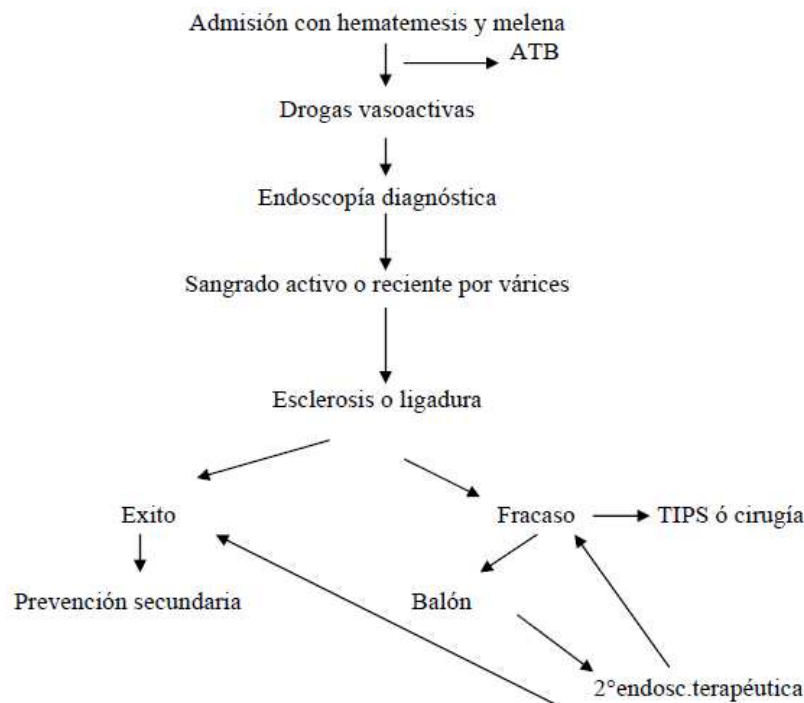 Admisión con hematemesis y melena
ATB
Drogas vasoactivas
Endoscopía diagnóstica
Sangrado activo o reciente por várices
Esclerosis o ligadura
Exito
Fracaso
TIPS ó cirugía
Prevención secundaria
Balón
2°endosc.terapéutica